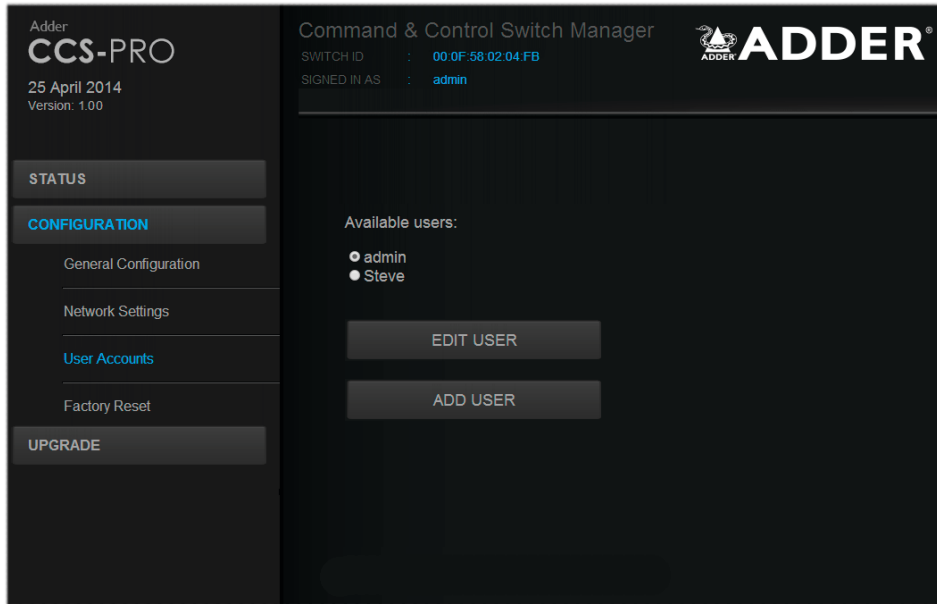 Adder
CCS-PRO
25 April 2014
Version: 1.00
STATUS
CONFIGURATION
General Configuration
Network Settings
User Accounts
Factory Reset
UPGRADE
Command & Control Switch Manager
SWITCH ID : 00:0F:58:02:04:FB
SIGNED IN AS : admin
ADDER
ADDER®
Available users:
admin
Steve
EDIT USER
ADD USER